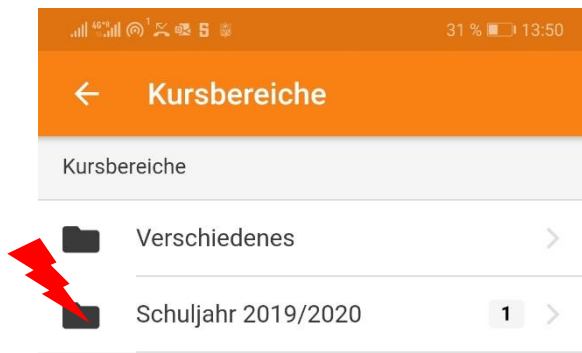 31 % 13:50
Kursbereiche
Kursbereiche
Verschiedenes
Schuljahr 2019/2020 1